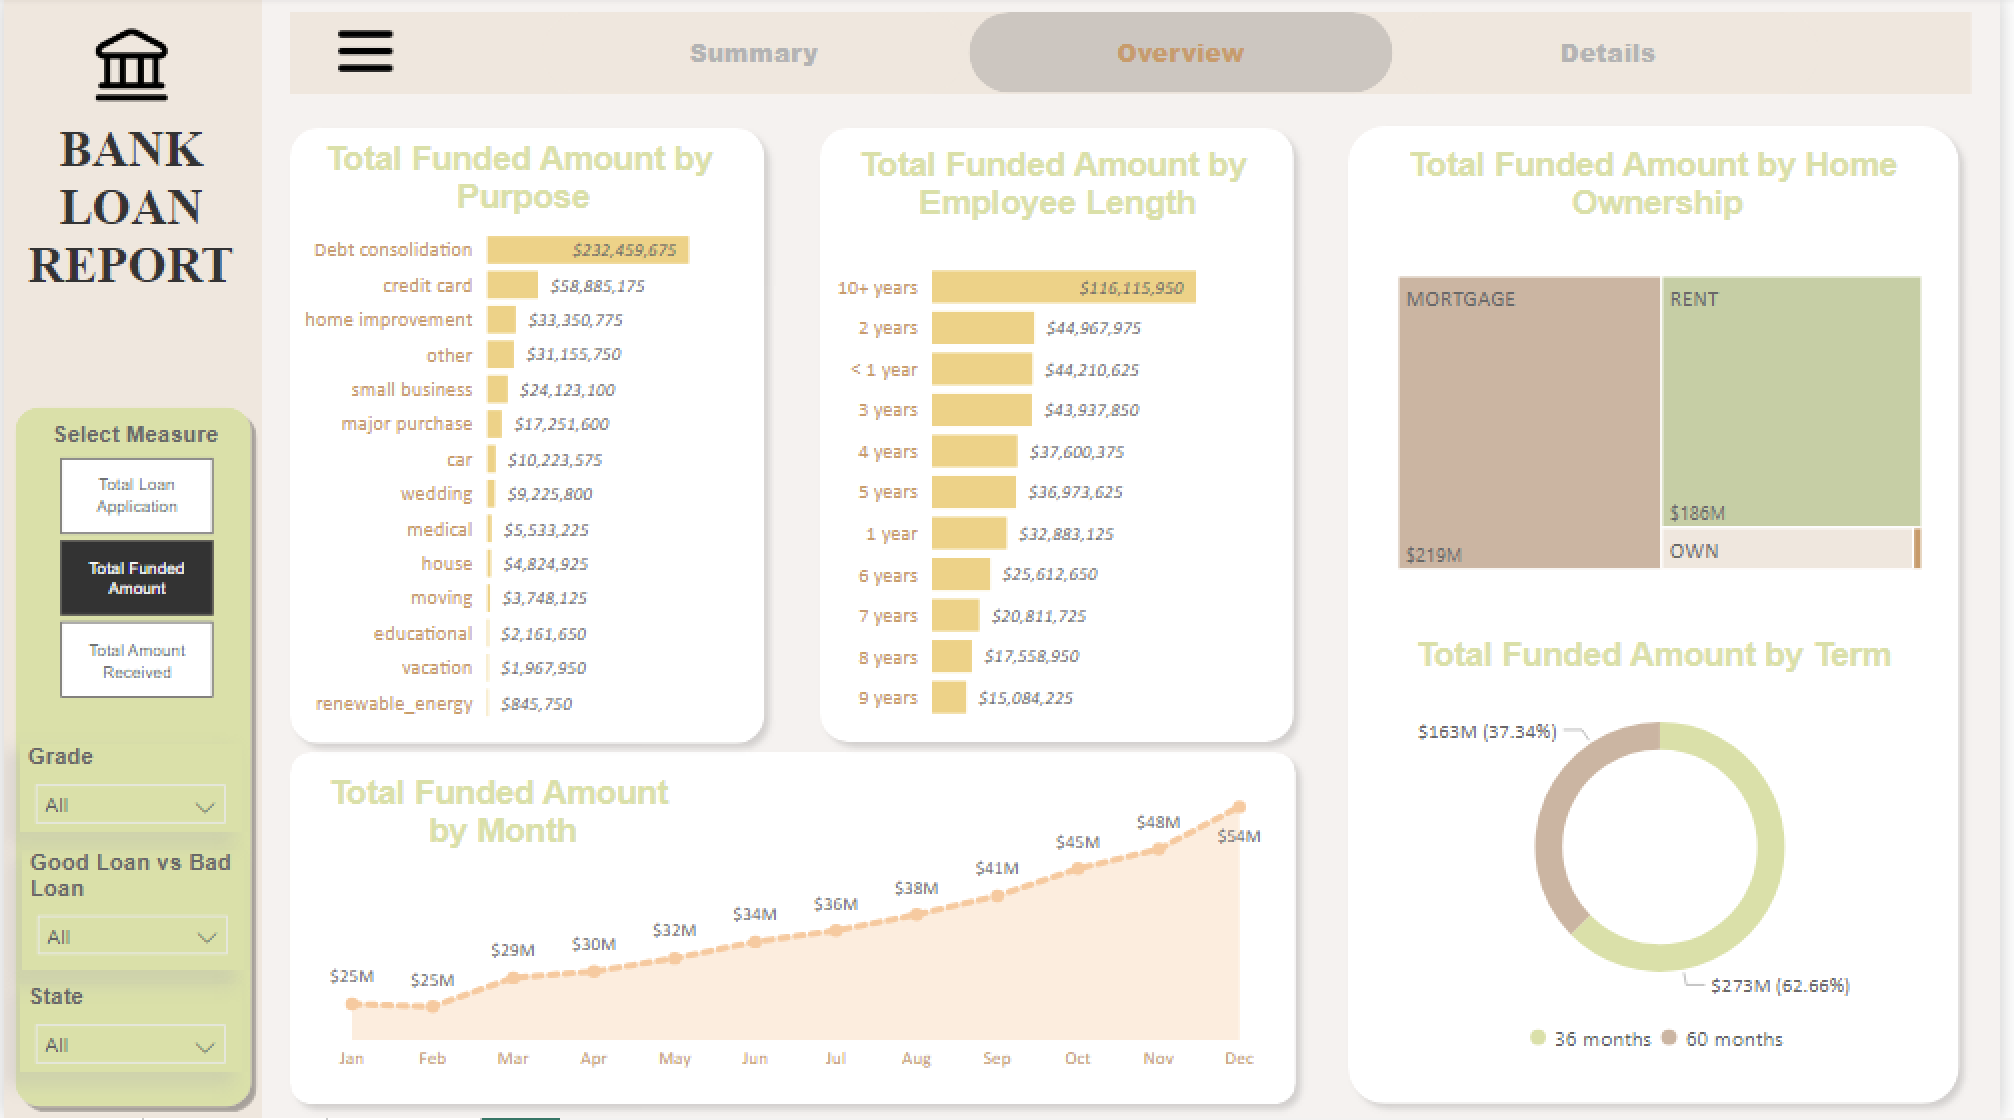 BANK
LOAN
REPORT
Summary
Overview
Details
Select Measure
Total Loan
Application
Total Funded
Amount
Total Amount
Received
Grade
All
Good Loan vs Bad
Loan
All
State
All
Total Funded Amount by
Purpose
Debt consolidation $232,459,675
credit card $58,885,175
home improvement $33,350,775
other $31,155,750
small business $24,123,100
major purchase $17,251,600
car $10,223,575
wedding $9,225,800
medical $5,533,225
house $4,824,925
moving $3,748,125
educational $2,161,650
vacation $1,967,950
renewable_energy $845,750
Total Funded Amount by
Employee Length
10+ years $116,115,950
2 years $44,967,975
< 1 year $44,210,625
3 years $43,937,850
4 years $37,600,375
5 years $36,973,625
1 year $32,883,125
6 years $25,612,650
7 years $20,811,725
8 years $17,558,950
9 years $15,084,225
Total Funded Amount by Home
Ownership
MORTGAGE
$219M
RENT
$186M
OWN
Total Funded Amount by Term
$163M (37.34%)
$273M (62.66%)
36 months 60 months
Total Funded Amount
by Month
$25M $25M $29M $30M $32M $34M $36M $38M $41M $45M $48M $54M
Jan Feb Mar Apr May Jun Jul Aug Sep Oct Nov Dec